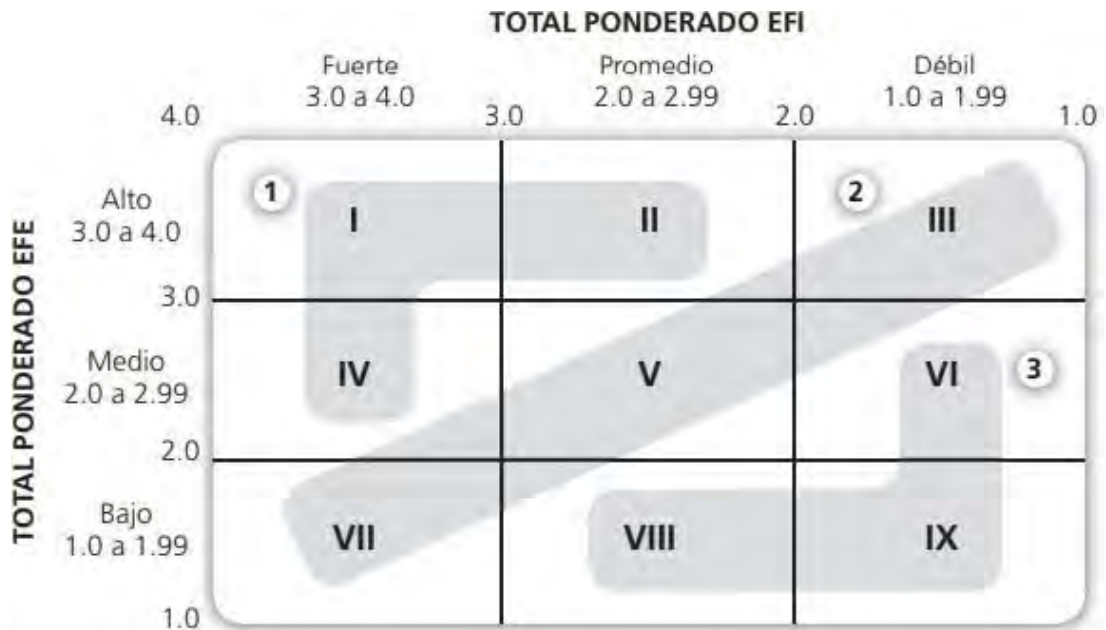 TOTAL PONDERADO EFI
Fuerte
3.0 a 4.0
Promedio
2.0 a 2.99
Débil
1.0 a 1.99
4.0
3.0
2.0
1.0
TOTAL PONDERADO EFE
Alto
3.0 a 4.0
1
I
II
2
III
3.0
Medio
2.0 a 2.99
IV
V
VI
3
2.0
Bajo
1.0 a 1.99
VII
VIII
IX
1.0